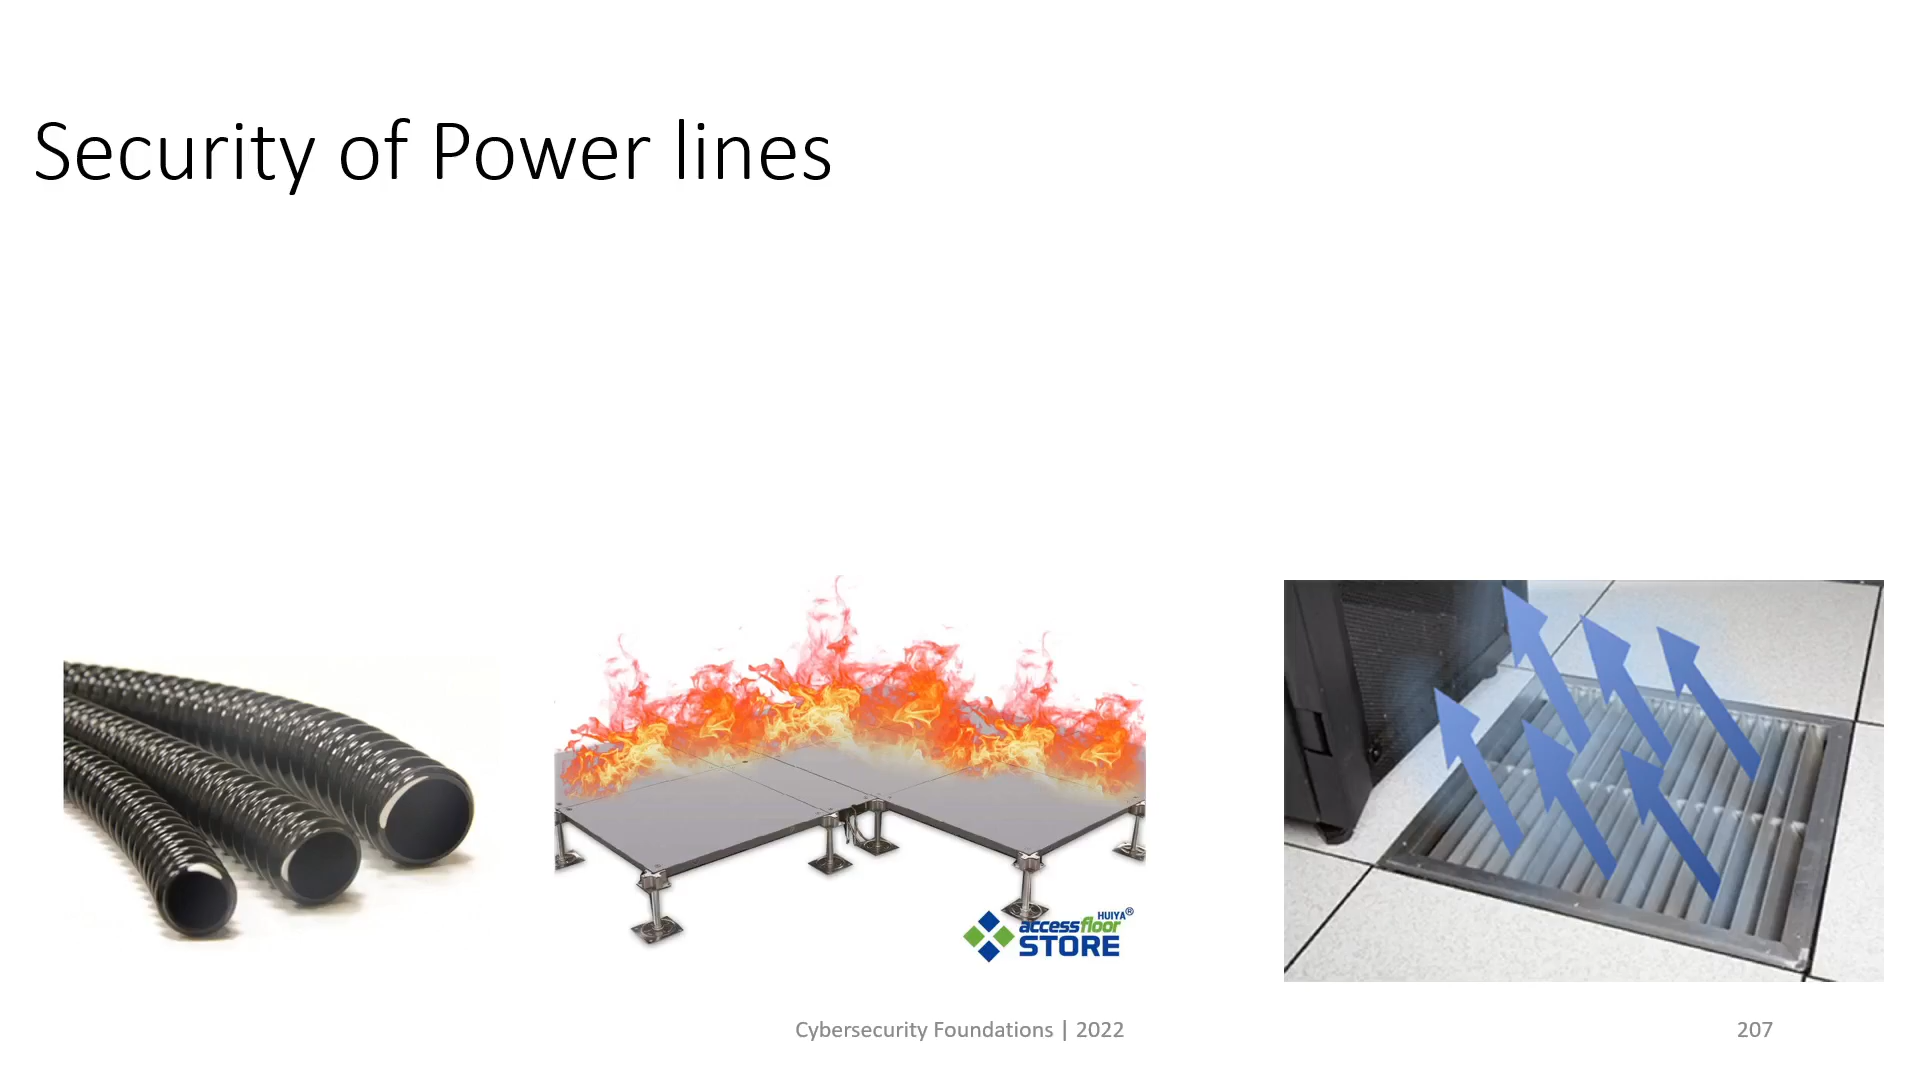 Security of Power lines
HUIYA®
accessfloor
STORE
Cybersecurity Foundations | 2022
207